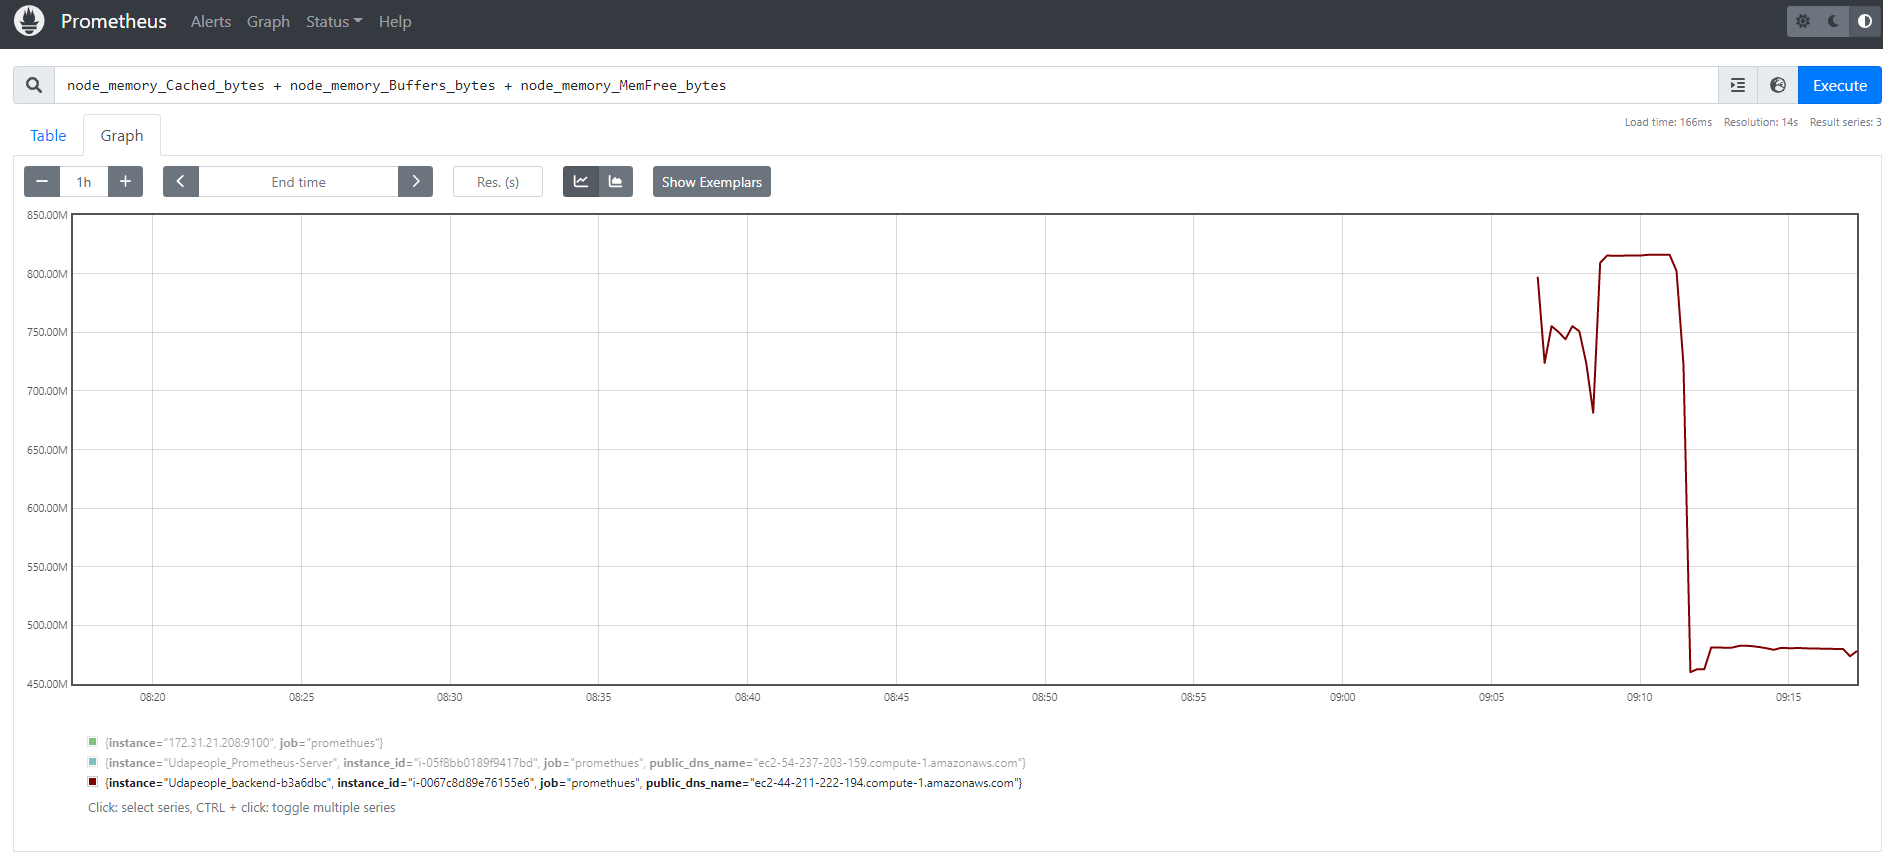 Prometheus Alerts Graph Status Help
node_memory_Cached_bytes + node_memory_Buffers_bytes + node_memory_MemFree_bytes Execute
Table Graph Load time: 166ms Resolution: 14s Result series: 3
− 1h + End time Res. (s) Show Exemplars
850.00M
800.00M
750.00M
700.00M
650.00M
600.00M
550.00M
500.00M
450.00M
08:20 08:25 08:30 08:35 08:40 08:45 08:50 08:55 09:00 09:05 09:10 09:15
{instance="172.31.21.208:9100", job="promethues"}
{instance="Udapeople_Prometheus-Server", instance_id="i-05f8bb0189f9417bd", job="promethues", public_dns_name="ec2-54-237-203-159.compute-1.amazonaws.com"}
{instance="Udapeople_backend-b3a6dbc", instance_id="i-0067c8d89e76155e6", job="promethues", public_dns_name="ec2-44-211-222-194.compute-1.amazonaws.com"}
Click: select series, CTRL + click: toggle multiple series